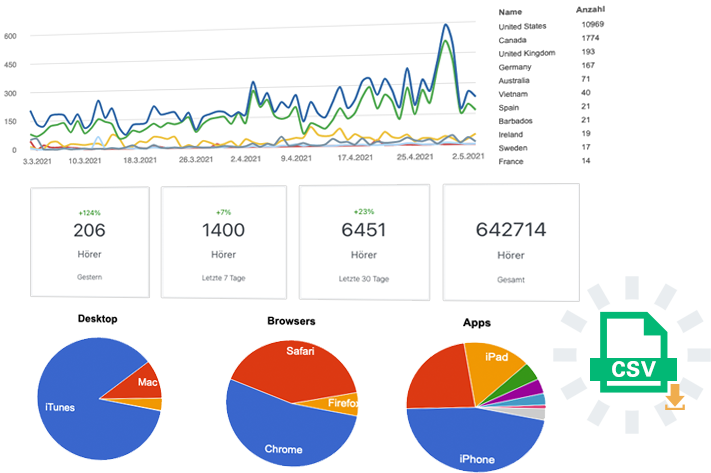 Name Anzahl
United States 10969
Canada 1774
United Kingdom 193
Germany 167
Australia 71
Vietnam 40
Spain 21
Barbados 21
Ireland 19
Sweden 17
France 14
600
450
300
150
0
3.3.2021 10.3.2021 18.3.2021 26.3.2021 2.4.2021 9.4.2021 17.4.2021 25.4.2021 2.5.2021
+124%
206
Hörer
Gestern
+7%
1400
Hörer
Letzte 7 Tage
+23%
6451
Hörer
Letzte 30 Tage
642714
Hörer
Gesamt
Desktop
Mac
iTunes
Browsers
Safari
Firefox
Chrome
Apps
iPad
iPhone
CSV